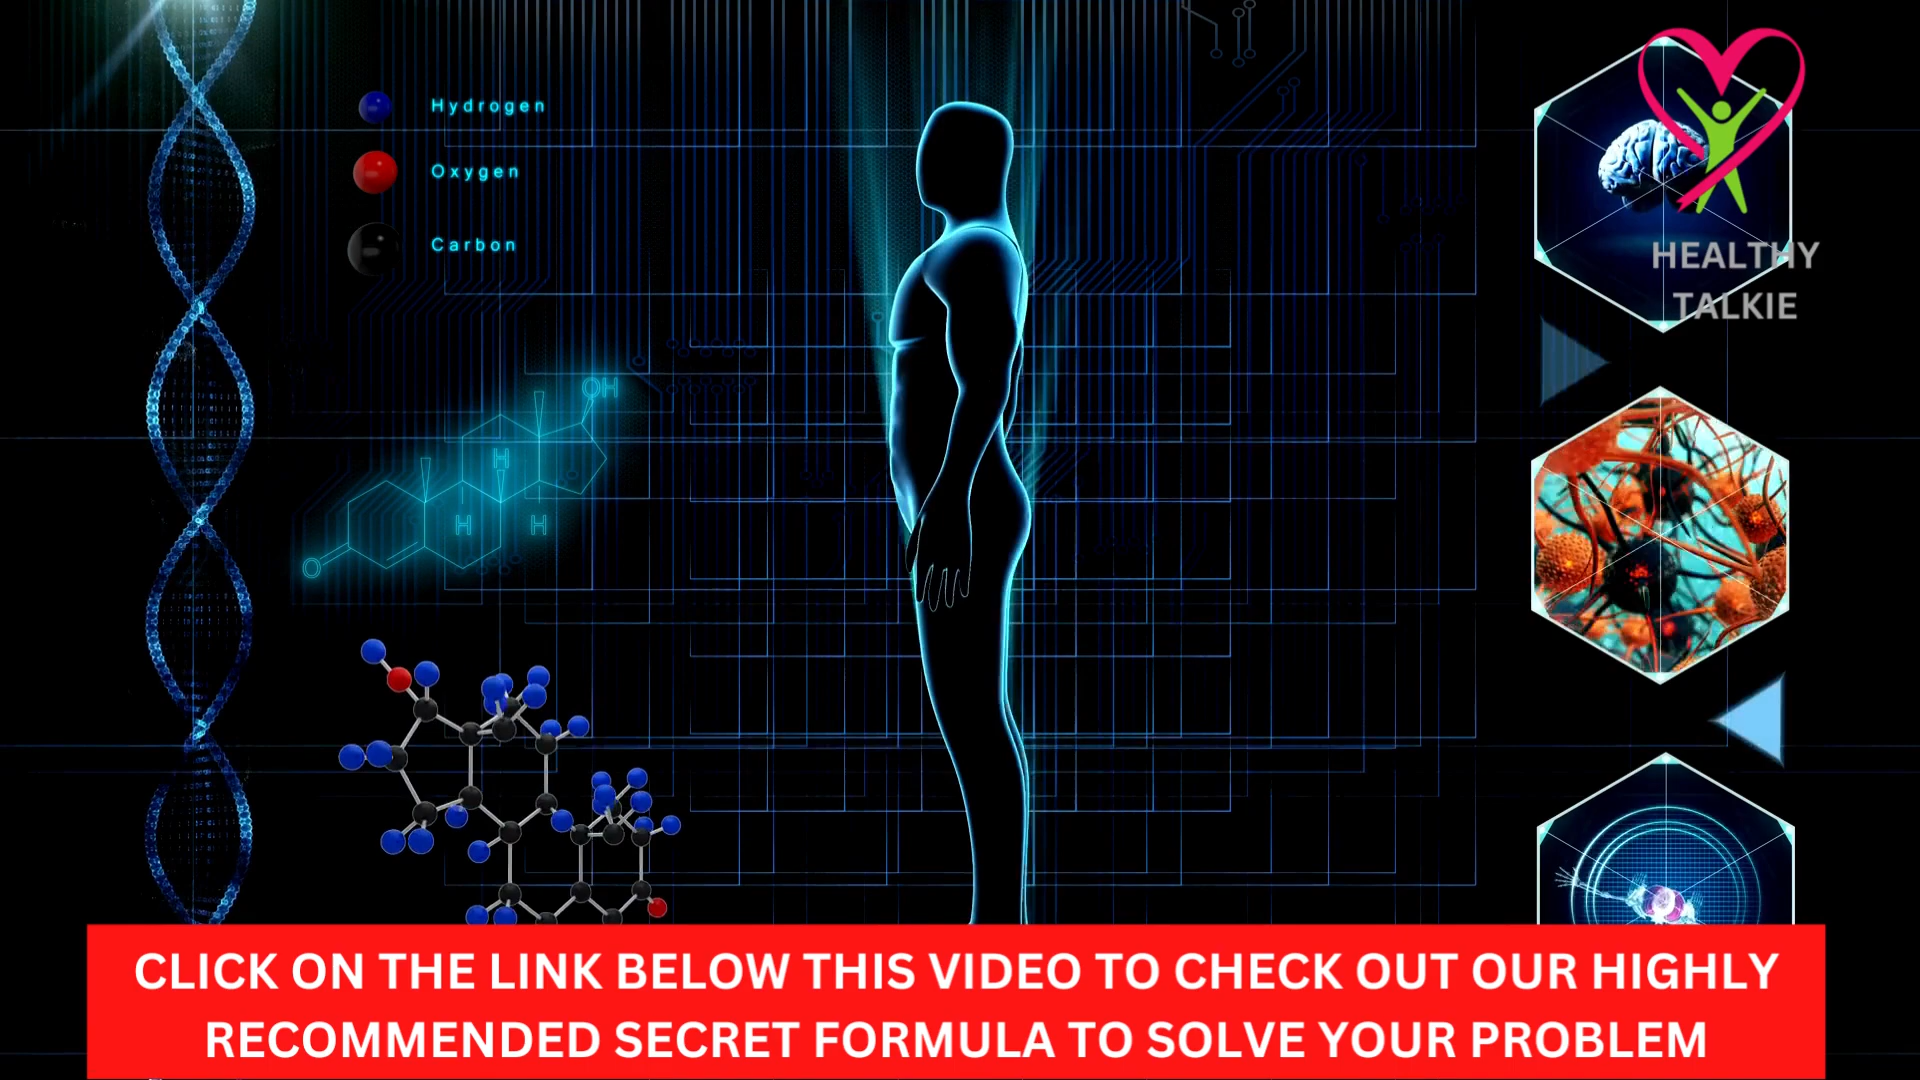 Hydrogen
Oxygen
Carbon
HEALTHY
TALKIE
OH
H
H
H
O
CLICK ON THE LINK BELOW THIS VIDEO TO CHECK OUT OUR HIGHLY
RECOMMENDED SECRET FORMULA TO SOLVE YOUR PROBLEM